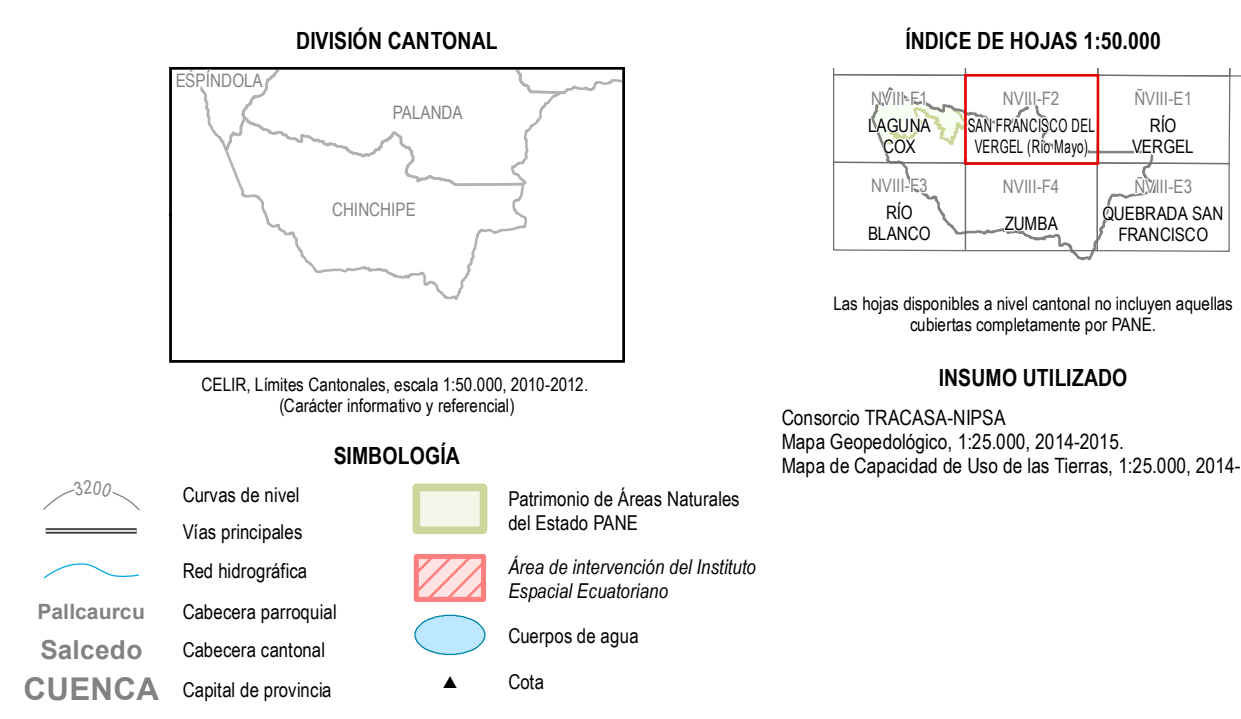 DIVISIÓN CANTONAL
ESPÍNDOLA
PALANDA
CHINCHIPE
CELIR, Límites Cantonales, escala 1:50.000, 2010-2012.
(Carácter informativo y referencial)
ÍNDICE DE HOJAS 1:50.000
NVIII-E1
LAGUNA
COX
NVIII-F2
SAN FRANCISCO DEL
VERGEL (Río Mayo)
ÑVIII-E1
RÍO
VERGEL
NVIII-E3
RÍO
BLANCO
NVIII-F4
ZUMBA
ÑVIII-E3
QUEBRADA SAN
FRANCISCO
Las hojas disponibles a nivel cantonal no incluyen aquellas
cubiertas completamente por PANE.
INSUMO UTILIZADO
Consorcio TRACASA-NIPSA
Mapa Geopedológico, 1:25.000, 2014-2015.
Mapa de Capacidad de Uso de las Tierras, 1:25.000, 2014-
SIMBOLOGÍA
3200
Curvas de nivel
Vías principales
Red hidrográfica
Pallcaurcu
Cabecera parroquial
Salcedo
Cabecera cantonal
CUENCA
Capital de provincia
Patrimonio de Áreas Naturales
del Estado PANE
Área de intervención del Instituto
Espacial Ecuatoriano
Cuerpos de agua
Cota